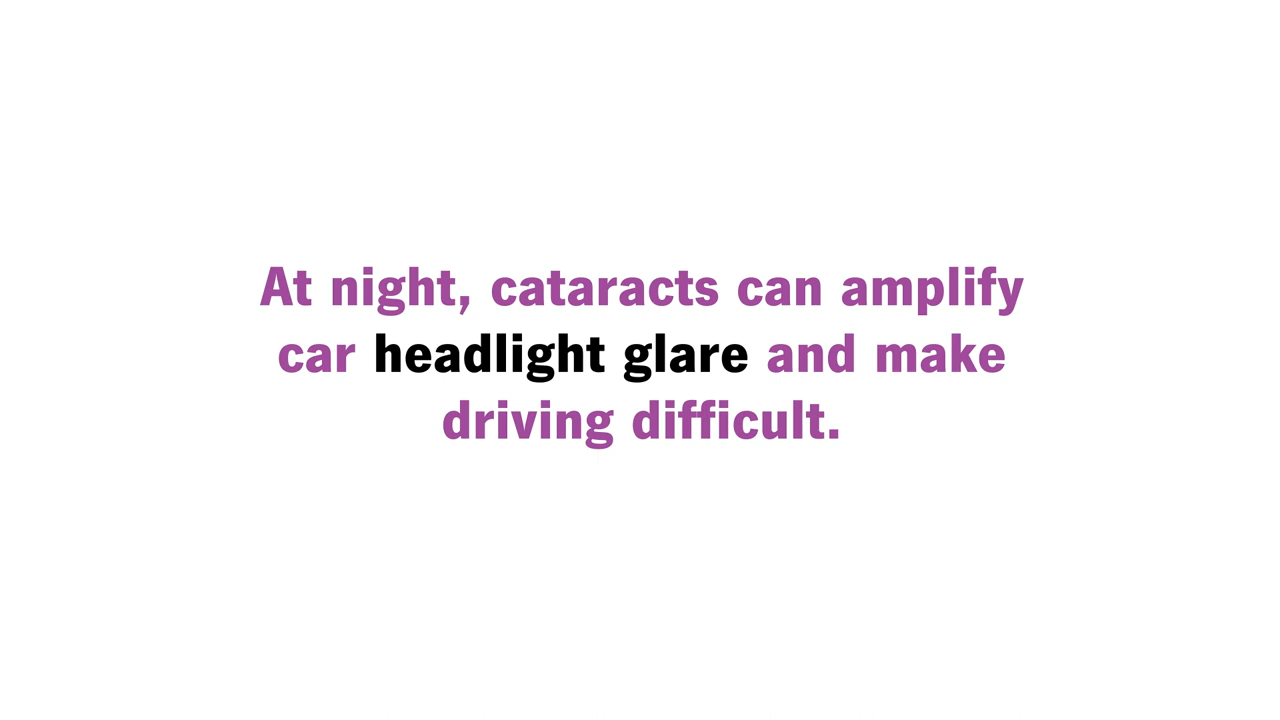 At night, cataracts can amplify
car headlight glare and make
driving difficult.